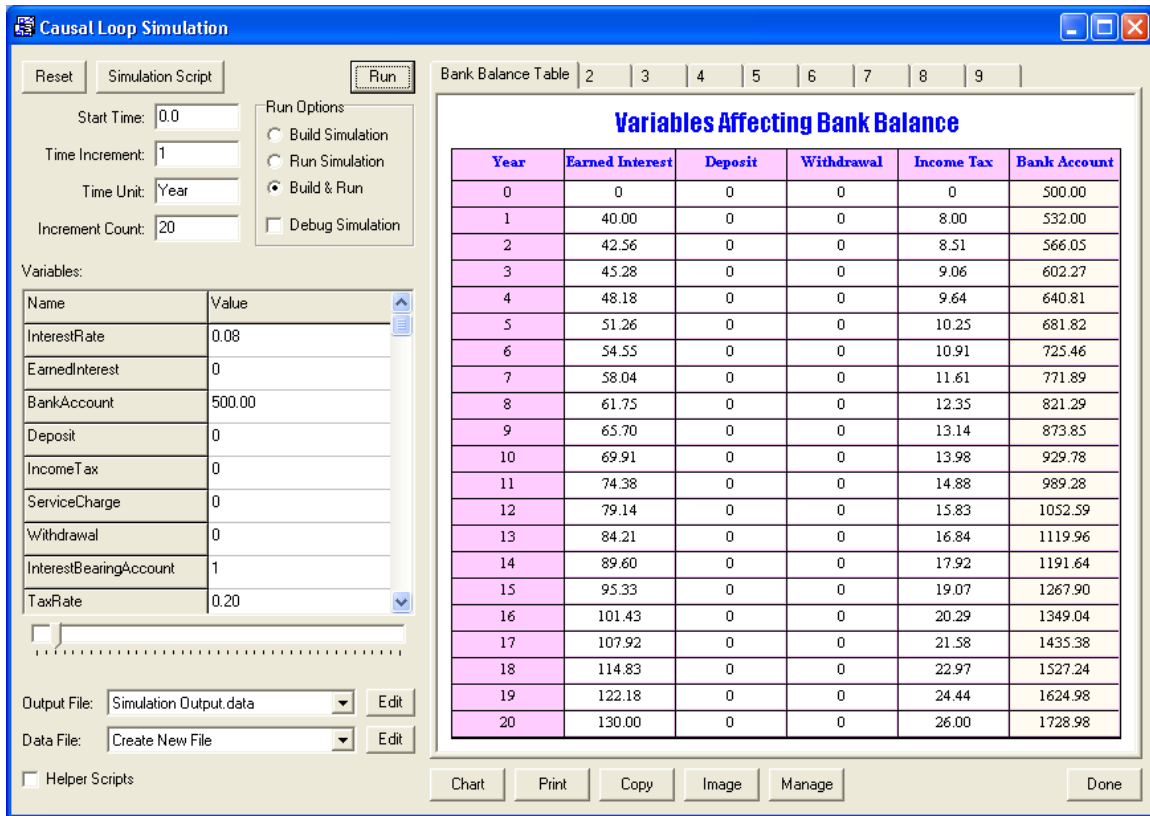 Causal Loop Simulation
Reset Simulation Script Run
Start Time: 0.0
Time Increment: 1
Time Unit: Year
Increment Count: 20
Run Options
Build Simulation
Run Simulation
Build & Run
Debug Simulation
Variables:
Name Value
InterestRate 0.08
EarnedInterest 0
BankAccount 500.00
Deposit 0
IncomeTax 0
ServiceCharge 0
Withdrawal 0
InterestBearingAccount 1
TaxRate 0.20
Output File: Simulation Output.data Edit
Data File: Create New File Edit
Helper Scripts
Bank Balance Table 2 3 4 5 6 7 8 9
Variables Affecting Bank Balance
Year Earned Interest Deposit Withdrawal Income Tax Bank Account
0 0 0 0 0 500.00
1 40.00 0 0 8.00 532.00
2 42.56 0 0 8.51 566.05
3 45.28 0 0 9.06 602.27
4 48.18 0 0 9.64 640.81
5 51.26 0 0 10.25 681.82
6 54.55 0 0 10.91 725.46
7 58.04 0 0 11.61 771.89
8 61.75 0 0 12.35 821.29
9 65.70 0 0 13.14 873.85
10 69.91 0 0 13.98 929.78
11 74.38 0 0 14.88 989.28
12 79.14 0 0 15.83 1052.59
13 84.21 0 0 16.84 1119.96
14 89.60 0 0 17.92 1191.64
15 95.33 0 0 19.07 1267.90
16 101.43 0 0 20.29 1349.04
17 107.92 0 0 21.58 1435.38
18 114.83 0 0 22.97 1527.24
19 122.18 0 0 24.44 1624.98
20 130.00 0 0 26.00 1728.98
Chart Print Copy Image Manage Done